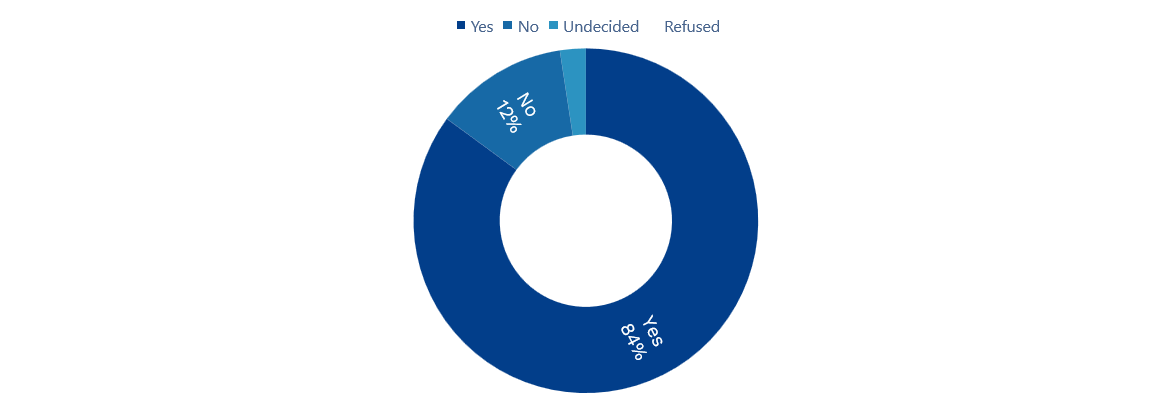 Yes No Undecided Refused
No
12%
Yes
84%